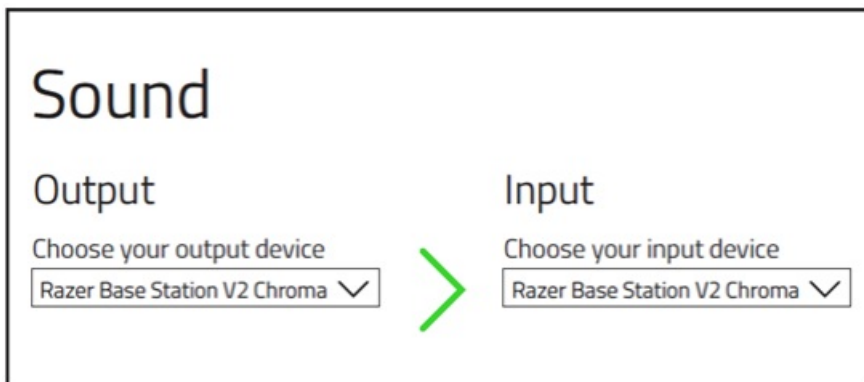 Sound
Output
Choose your output device
Razer Base Station V2 Chroma
Input
Choose your input device
Razer Base Station V2 Chroma